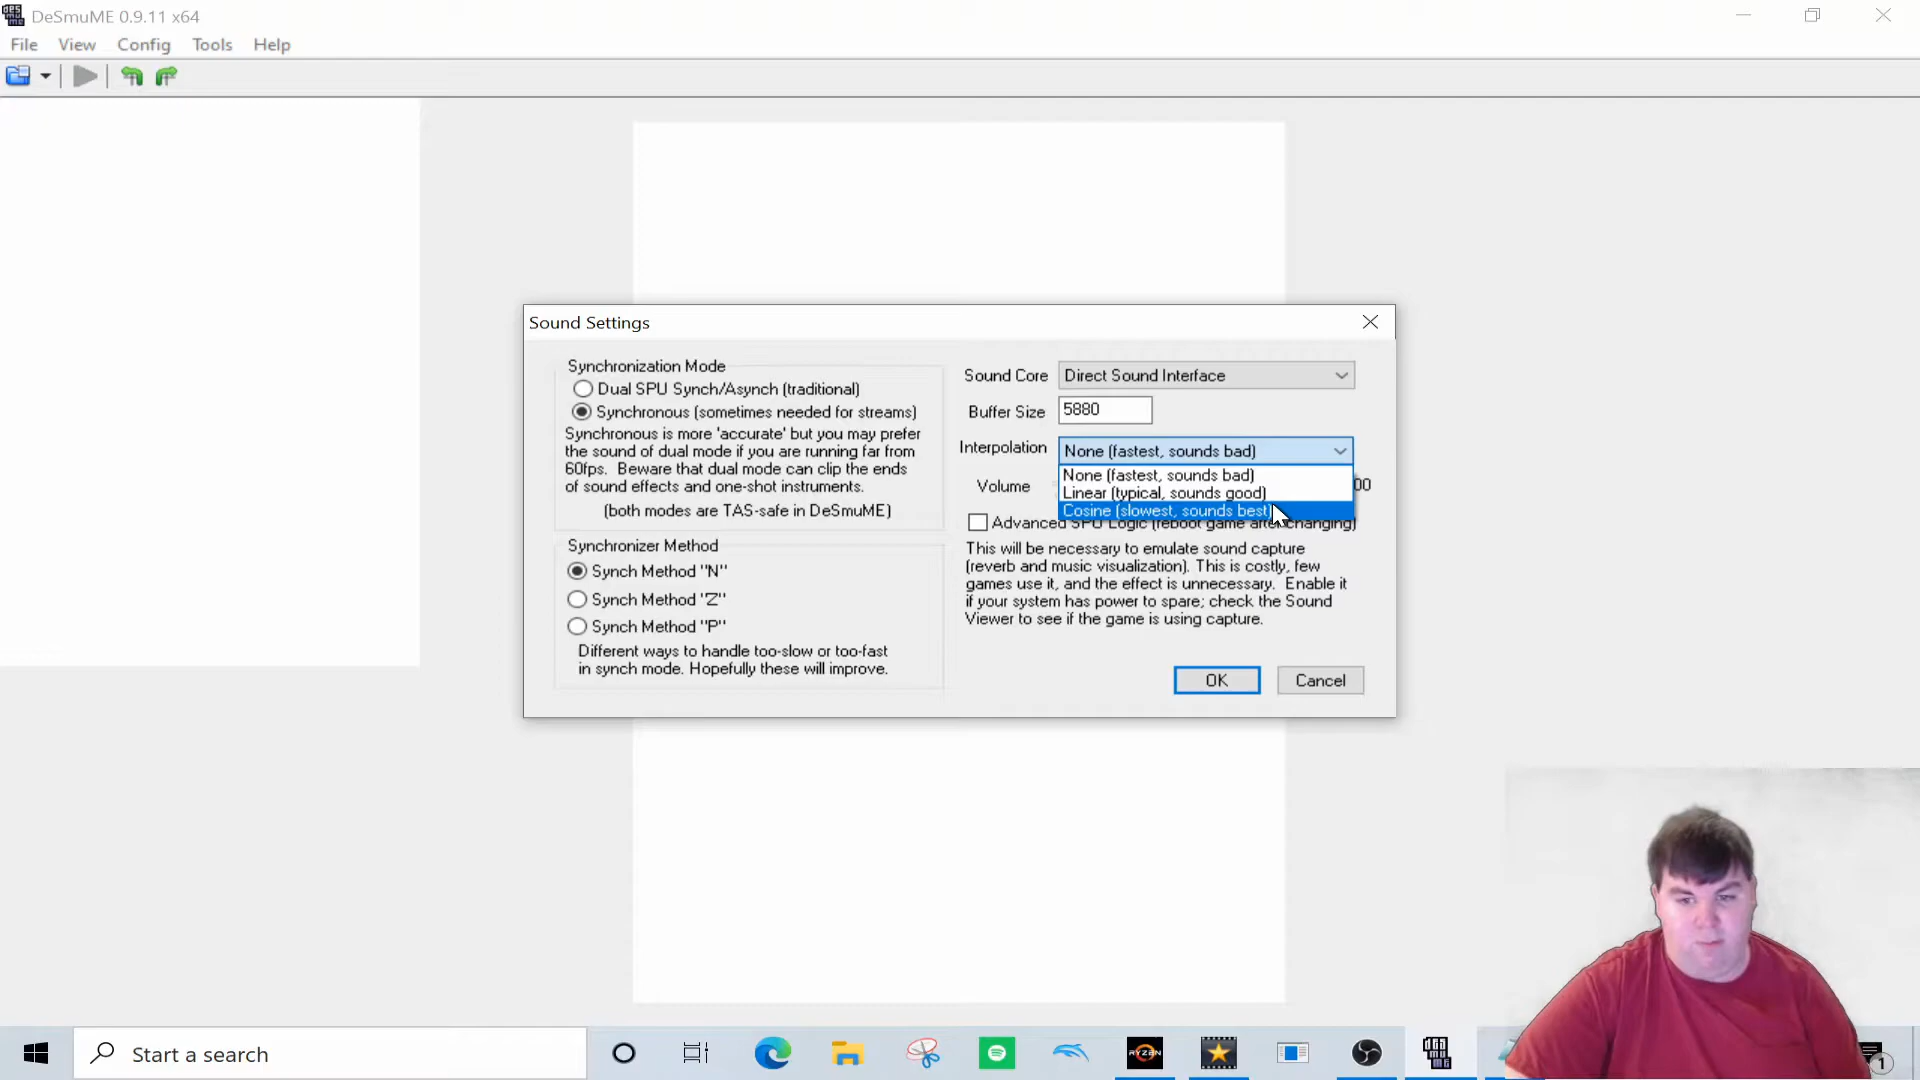 DeSmuME 0.9.11 x64
File View Config Tools Help
Sound Settings
Synchronization Mode
Dual SPU Synch/Asynch (traditional)
Synchronous (sometimes needed for streams)
Synchronous is more 'accurate' but you may prefer
the sound of dual mode if you are running far from
60fps. Beware that dual mode can clip the ends
of sound effects and one-shot instruments.
(both modes are TAS-safe in DeSmuME)
Synchronizer Method
Synch Method "N"
Synch Method "Z"
Synch Method "P"
Different ways to handle too-slow or too-fast
in synch mode. Hopefully these will improve.
Sound Core Direct Sound Interface
Buffer Size 5880
Interpolation None (fastest, sounds bad)
None (fastest, sounds bad)
Linear (typical, sounds good)
Cosine (slowest, sounds best)
Volume 00
Advanced SPU Logic (reboot game after changing)
This will be necessary to emulate sound capture
(reverb and music visualization). This is costly, few
games use it, and the effect is unnecessary. Enable it
if your system has power to spare; check the Sound
Viewer to see if the game is using capture.
OK Cancel
Start a search
RYZEN
1